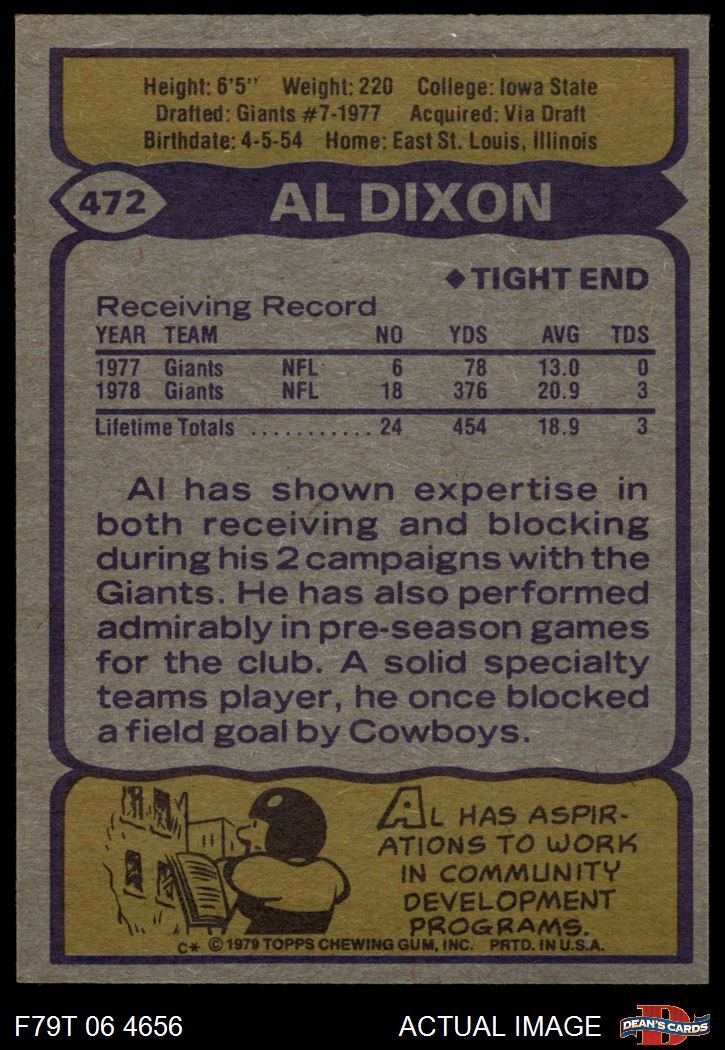 Height: 6'5'' Weight: 220 College: Iowa State
Drafted: Giants #7-1977 Acquired: Via Draft
Birthdate: 4-5-54 Home: East St. Louis, Illinois
472 AL DIXON
◆ TIGHT END
Receiving Record
YEAR TEAM NO YDS AVG TDS
1977 Giants NFL 6 78 13.0 0
1978 Giants NFL 18 376 20.9 3
Lifetime Totals ........... 24 454 18.9 3
Al has shown expertise in
both receiving and blocking
during his 2 campaigns with the
Giants. He has also performed
admirably in pre-season games
for the club. A solid specialty
teams player, he once blocked
a field goal by Cowboys.
AL HAS ASPIR-
ATIONS TO WORK
IN COMMUNITY
DEVELOPMENT
PROGRAMS.
C* © 1979 TOPPS CHEWING GUM, INC. PRTD. IN U.S.A.
F79T 06 4656 ACTUAL IMAGE D DEAN'S CARDS